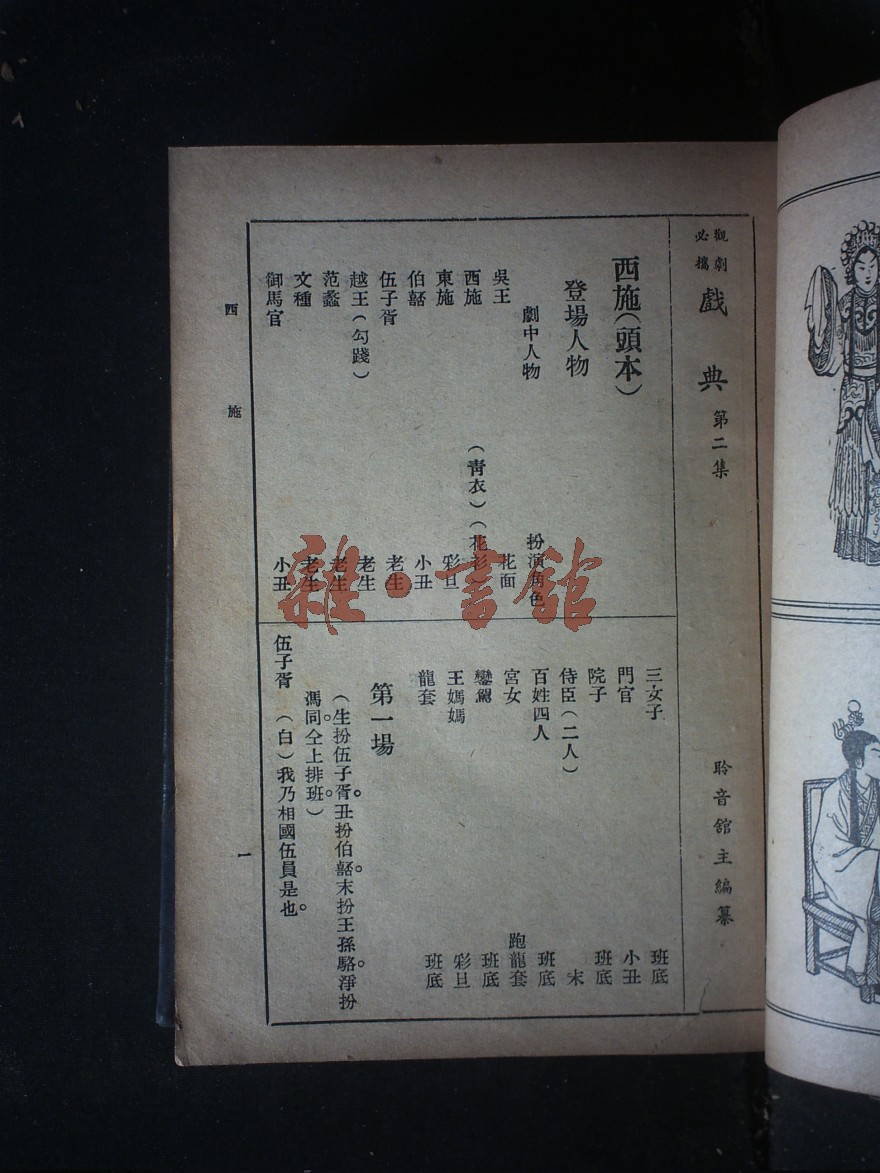 觀劇必攜 戲典 第二集 聆音館主編纂
西施（頭本）
登場人物
劇中人物 扮演角色
吳王 花面
西施 （青衣）（花衫）
東施 彩旦
伯嚭 小丑
伍子胥 老生
越王（勾踐） 老生
范蠡 老生
文種 老生
御馬官 小丑
三女子 班底
門官 小丑
院子 班底
侍臣（二人） 末
百姓四人 班底
宮女 跑龍套
鑾駕 班底
王媽媽 彩旦
龍套 班底
第一場
（生扮伍子胥。丑扮伯嚭。末扮王孫駱。淨扮
馮同。仝上排班。）
伍子胥 （白）我乃相國伍員是也。
西施
一
雜·書館